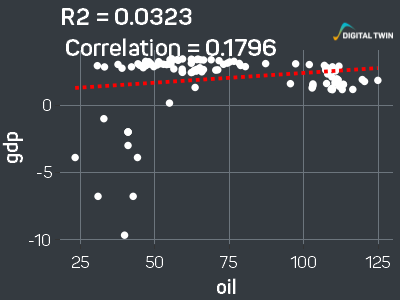 R2 = 0.0323
Correlation = 0.1796
DIGITAL TWIN
gdp
0
-5
-10
25 50 75 100 125
oil